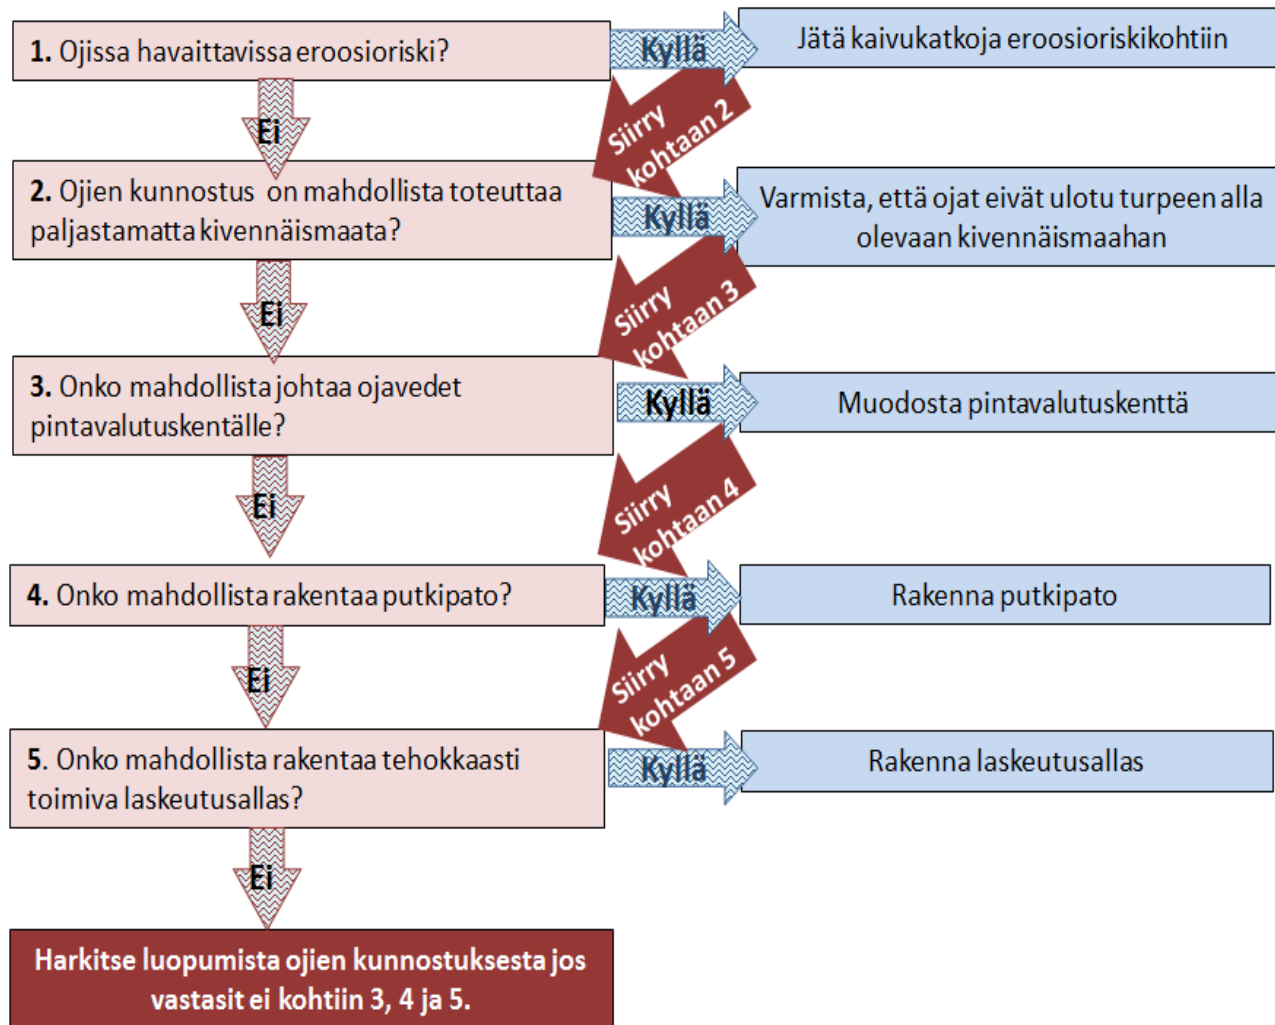 1. Ojissa havaittavissa eroosioriski?
Kyllä
Jätä kaivukatkoja eroosioriskikohtiin
Ei
Siirry
kohtaan 2
2. Ojien kunnostus on mahdollista toteuttaa
paljastamatta kivennäismaata?
Kyllä
Varmista, että ojat eivät ulotu turpeen alla
olevaan kivennäismaahan
Ei
Siirry
kohtaan 3
3. Onko mahdollista johtaa ojavedet
pintavalutuskentälle?
Kyllä
Muodosta pintavalutuskenttä
Ei
Siirry
kohtaan 4
4. Onko mahdollista rakentaa putkipato?
Kyllä
Rakenna putkipato
Ei
Siirry
kohtaan 5
5. Onko mahdollista rakentaa tehokkaasti
toimiva laskeutusallas?
Kyllä
Rakenna laskeutusallas
Ei
Harkitse luopumista ojien kunnostuksesta jos
vastasit ei kohtiin 3, 4 ja 5.